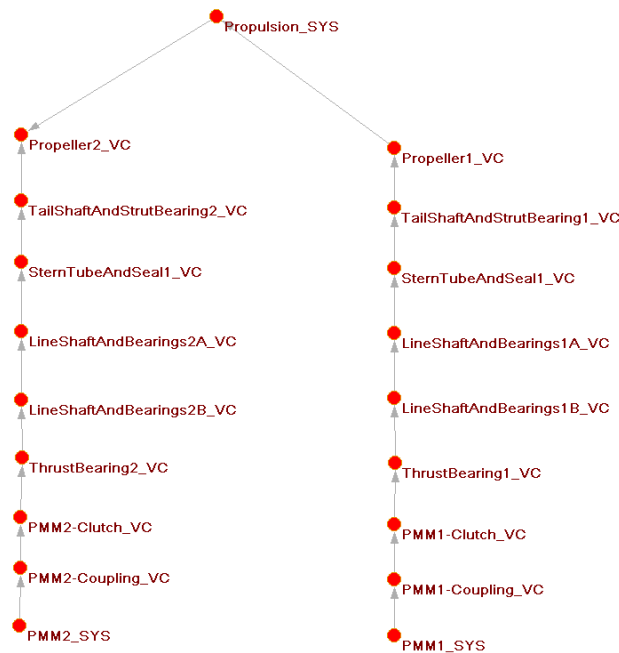 Propulsion_SYS
Propeller2_VC
Propeller1_VC
TailShaftAndStrutBearing2_VC
TailShaftAndStrutBearing1_VC
SternTubeAndSeal1_VC
SternTubeAndSeal1_VC
LineShaftAndBearings2A_VC
LineShaftAndBearings1A_VC
LineShaftAndBearings2B_VC
LineShaftAndBearings1B_VC
ThrustBearing2_VC
ThrustBearing1_VC
PMM2-Clutch_VC
PMM1-Clutch_VC
PMM2-Coupling_VC
PMM1-Coupling_VC
PMM2_SYS
PMM1_SYS